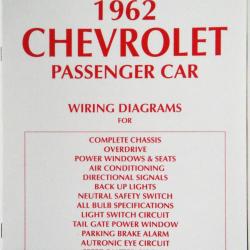 1962
CHEVROLET
PASSENGER CAR
WIRING DIAGRAMS
FOR
COMPLETE CHASSIS
OVERDRIVE
POWER WINDOWS & SEATS
AIR CONDITIONING
DIRECTIONAL SIGNALS
BACK UP LIGHTS
NEUTRAL SAFETY SWITCH
ALL BULB SPECIFICATIONS
LIGHT SWITCH CIRCUIT
TAIL GATE POWER WINDOW
PARKING BRAKE ALARM
AUTRONIC EYE CIRCUIT